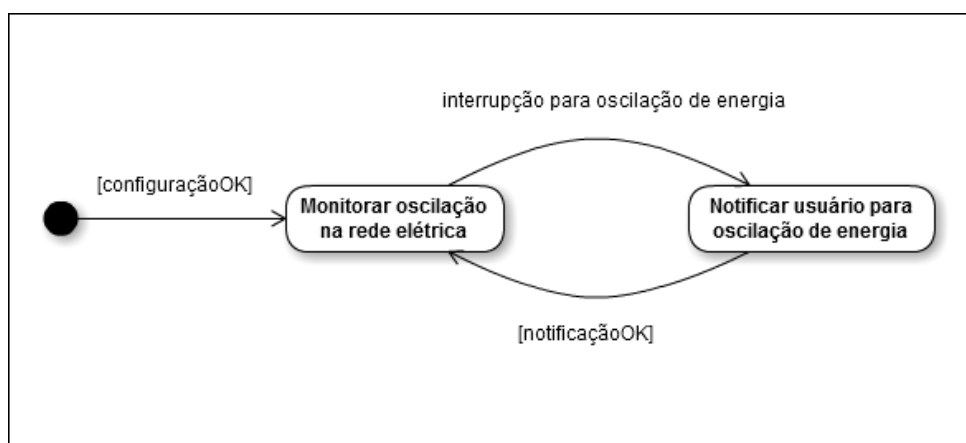 interrupção para oscilação de energia
[configuraçãoOK]
Monitorar oscilação
na rede elétrica
Notificar usuário para
oscilação de energia
[notificaçãoOK]